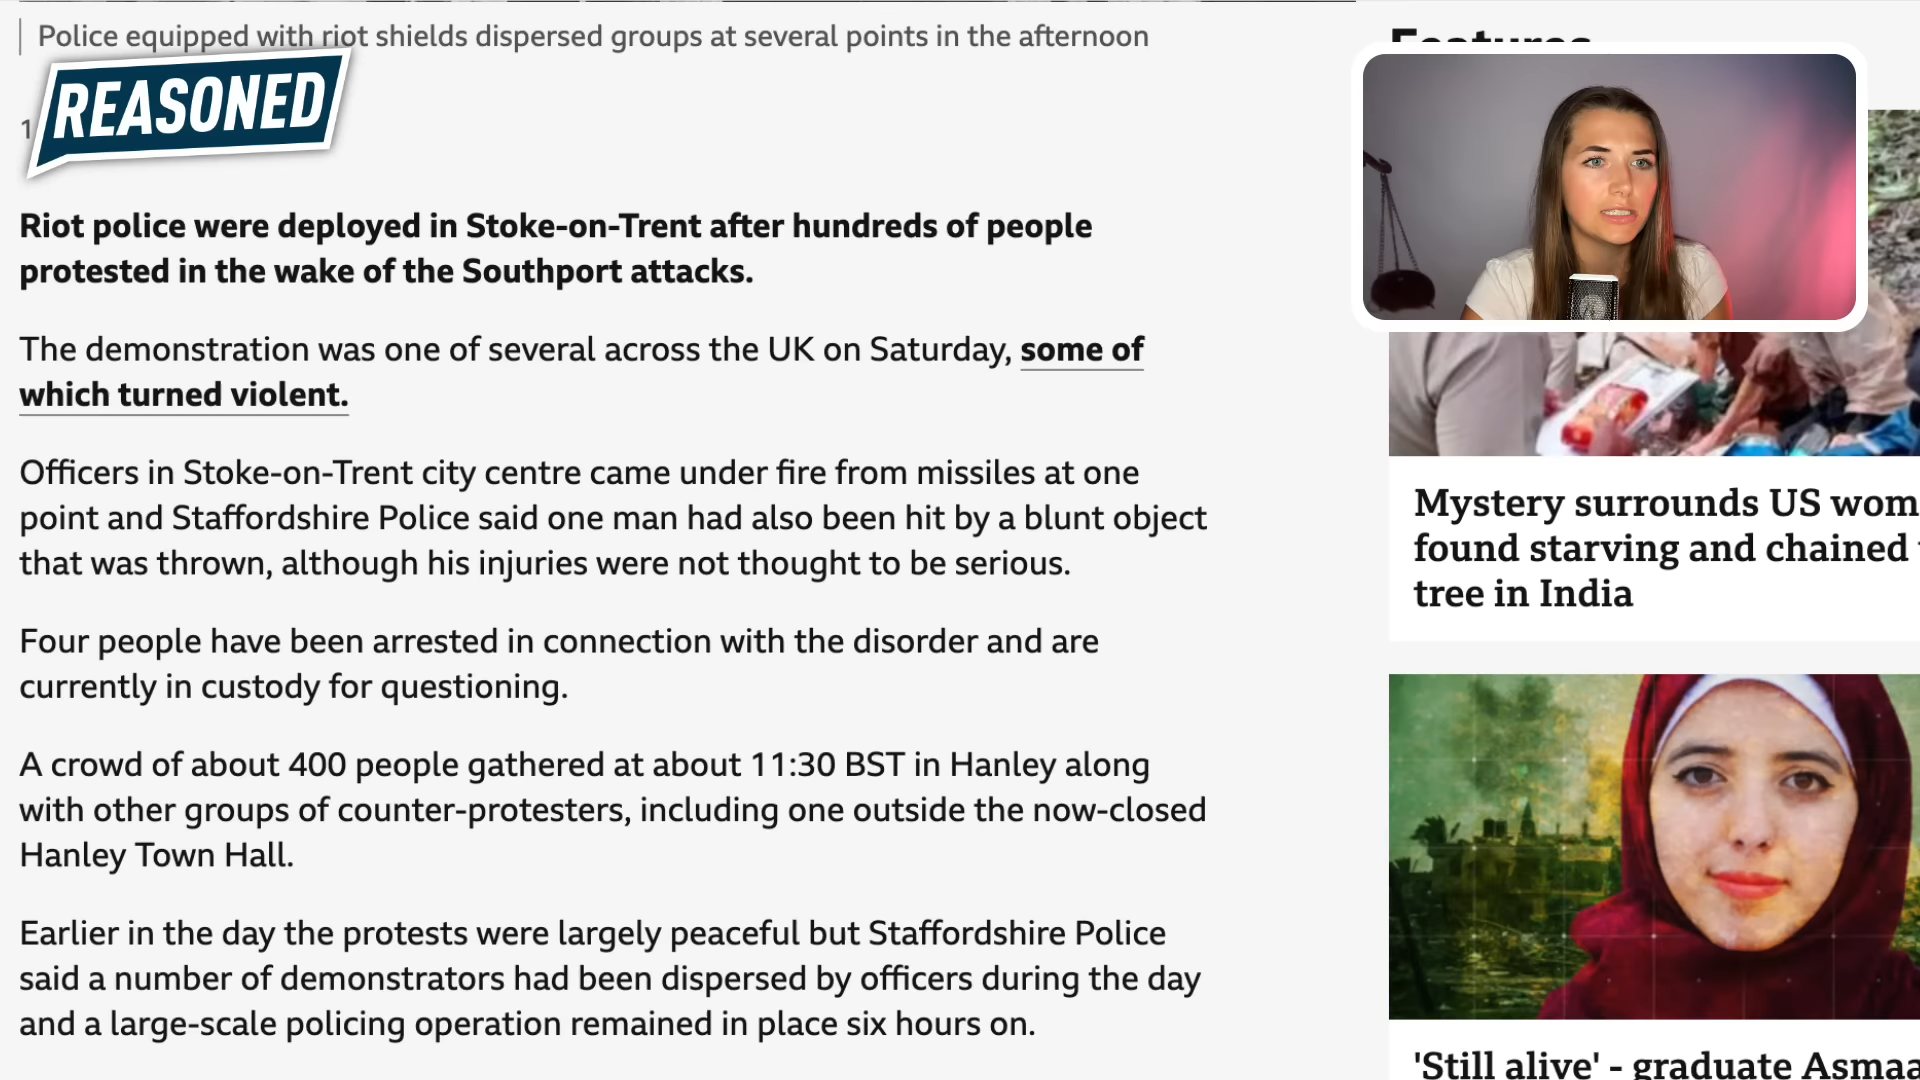 Police equipped with riot shields dispersed groups at several points in the afternoon
REASONED
1
Riot police were deployed in Stoke-on-Trent after hundreds of people
protested in the wake of the Southport attacks.
The demonstration was one of several across the UK on Saturday, some of
which turned violent.
Officers in Stoke-on-Trent city centre came under fire from missiles at one
point and Staffordshire Police said one man had also been hit by a blunt object
that was thrown, although his injuries were not thought to be serious.
Four people have been arrested in connection with the disorder and are
currently in custody for questioning.
A crowd of about 400 people gathered at about 11:30 BST in Hanley along
with other groups of counter-protesters, including one outside the now-closed
Hanley Town Hall.
Earlier in the day the protests were largely peaceful but Staffordshire Police
said a number of demonstrators had been dispersed by officers during the day
and a large-scale policing operation remained in place six hours on.
Features
Mystery surrounds US wom
found starving and chained
tree in India
'Still alive' - graduate Asmaa